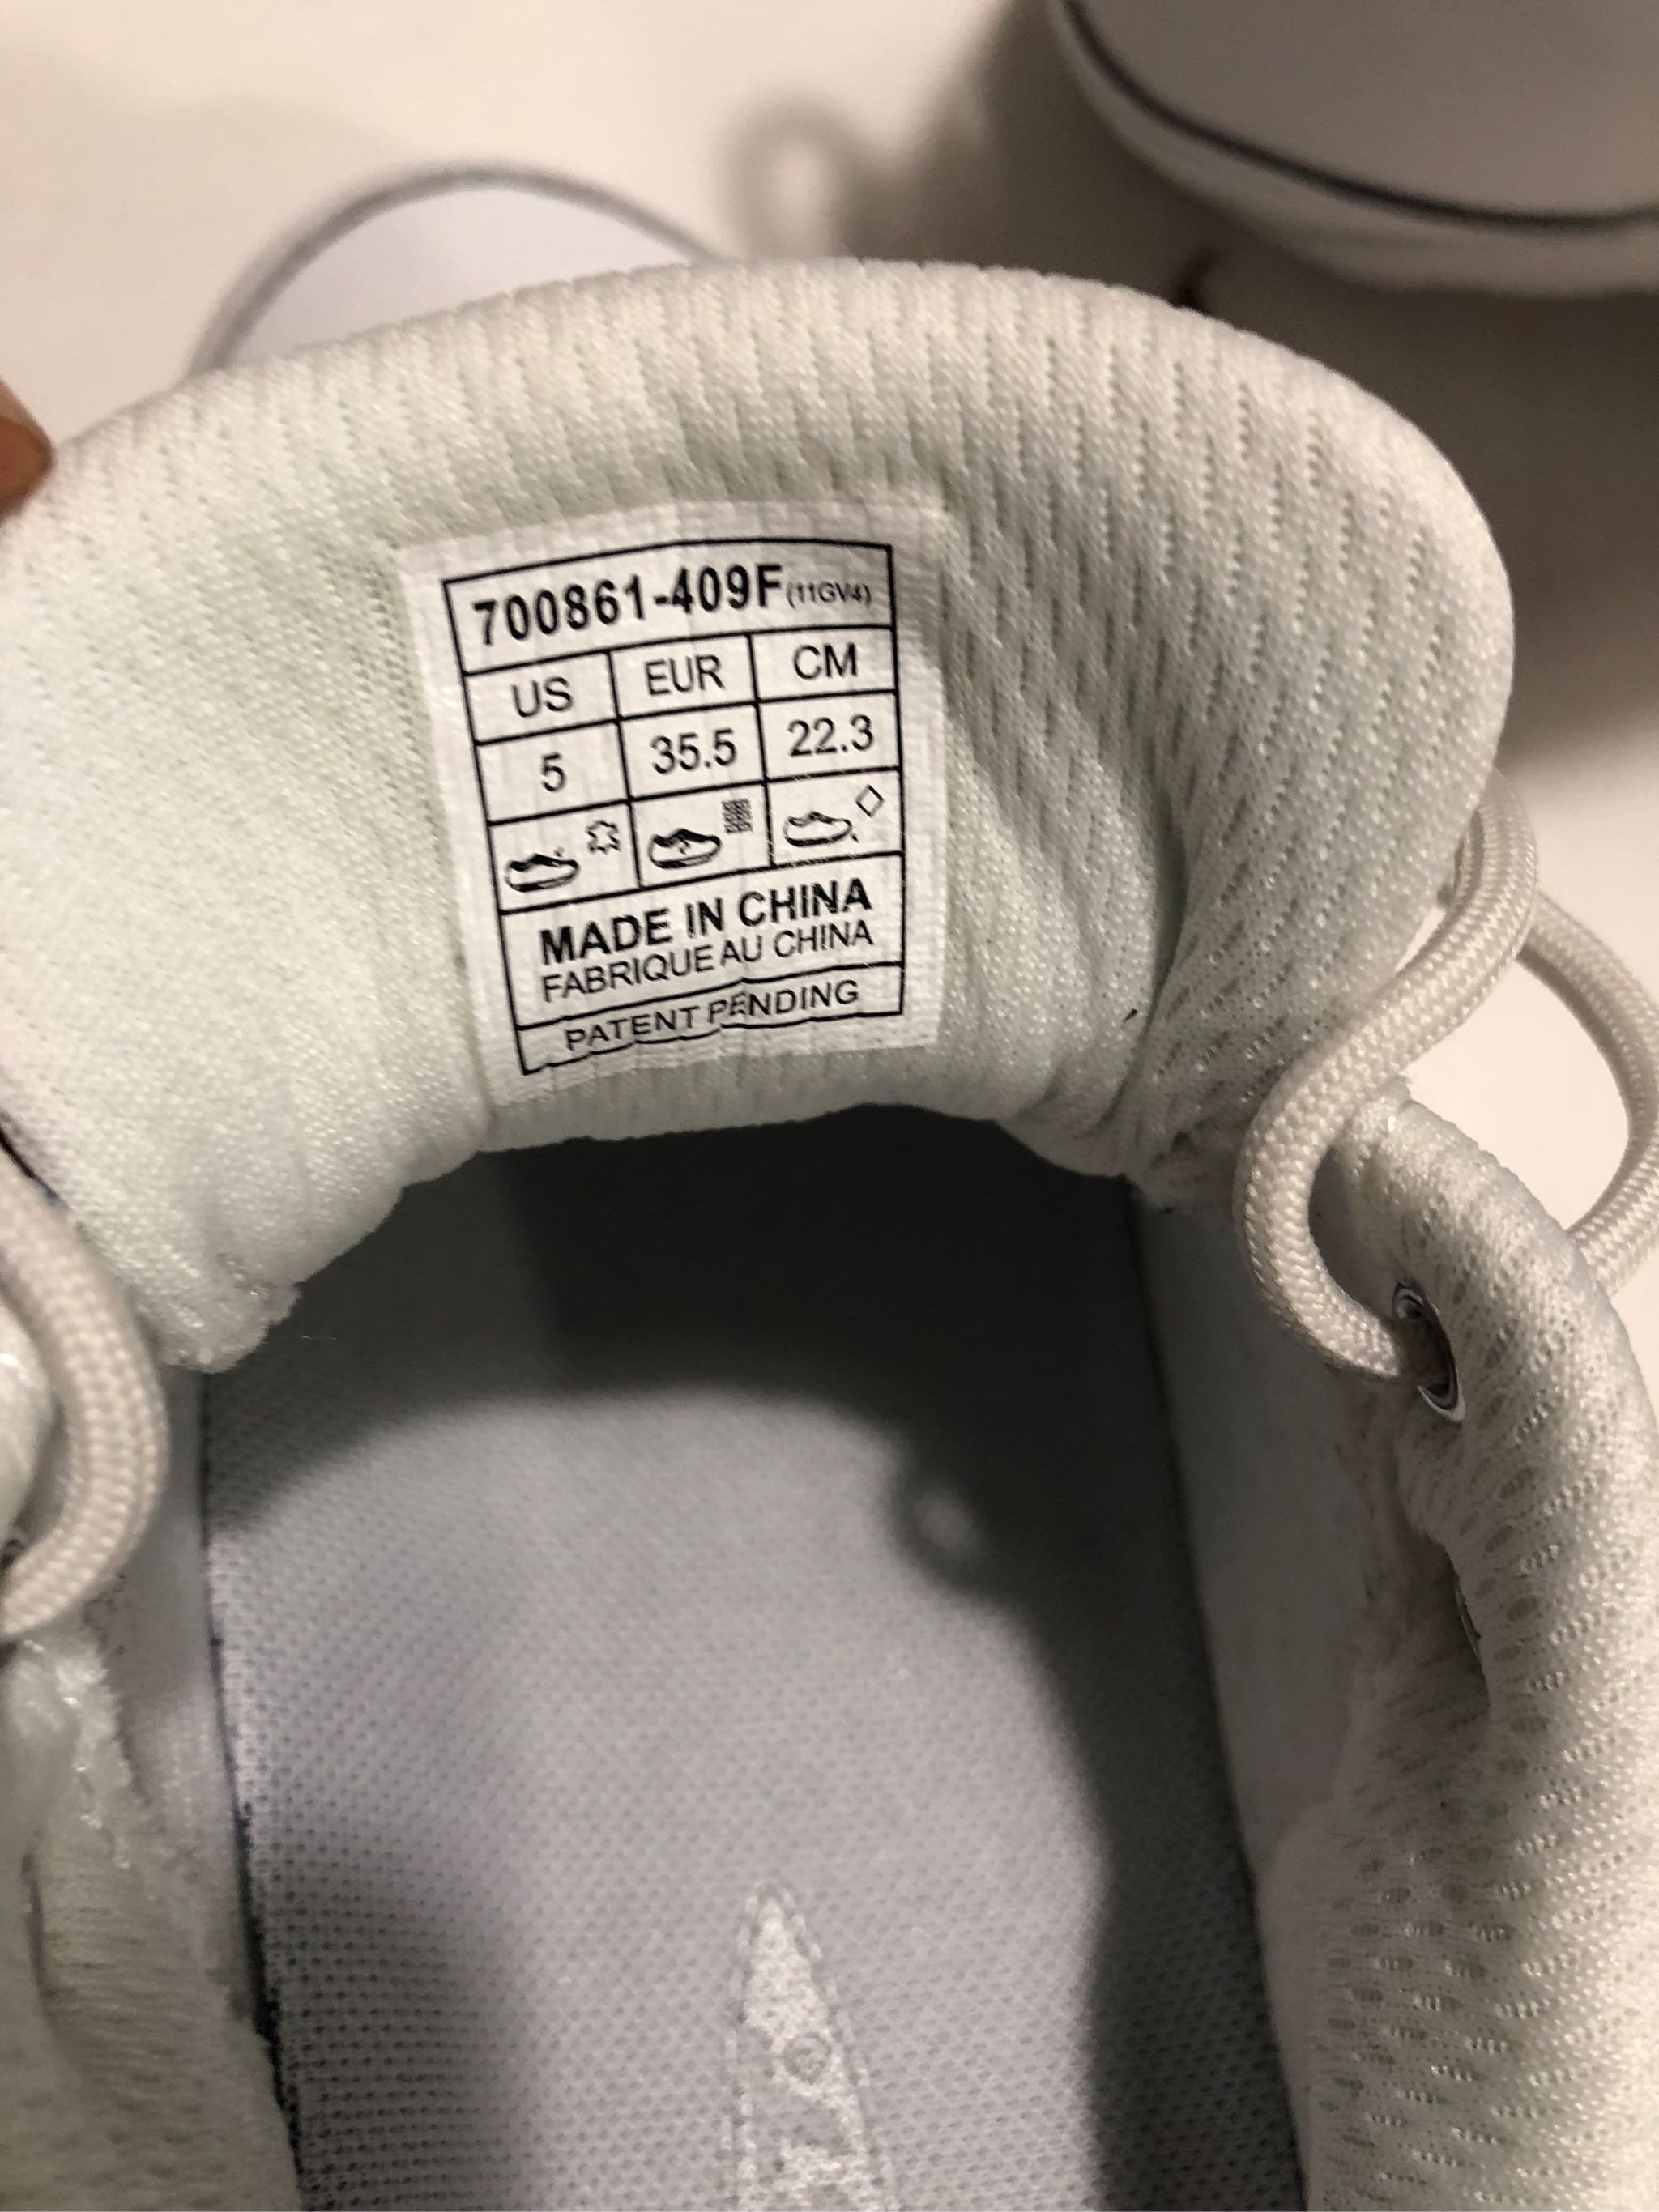 700861-409F(11GV4)
US EUR CM
5 35.5 22.3
MADE IN CHINA
FABRIQUE AU CHINA
PATENT PENDING